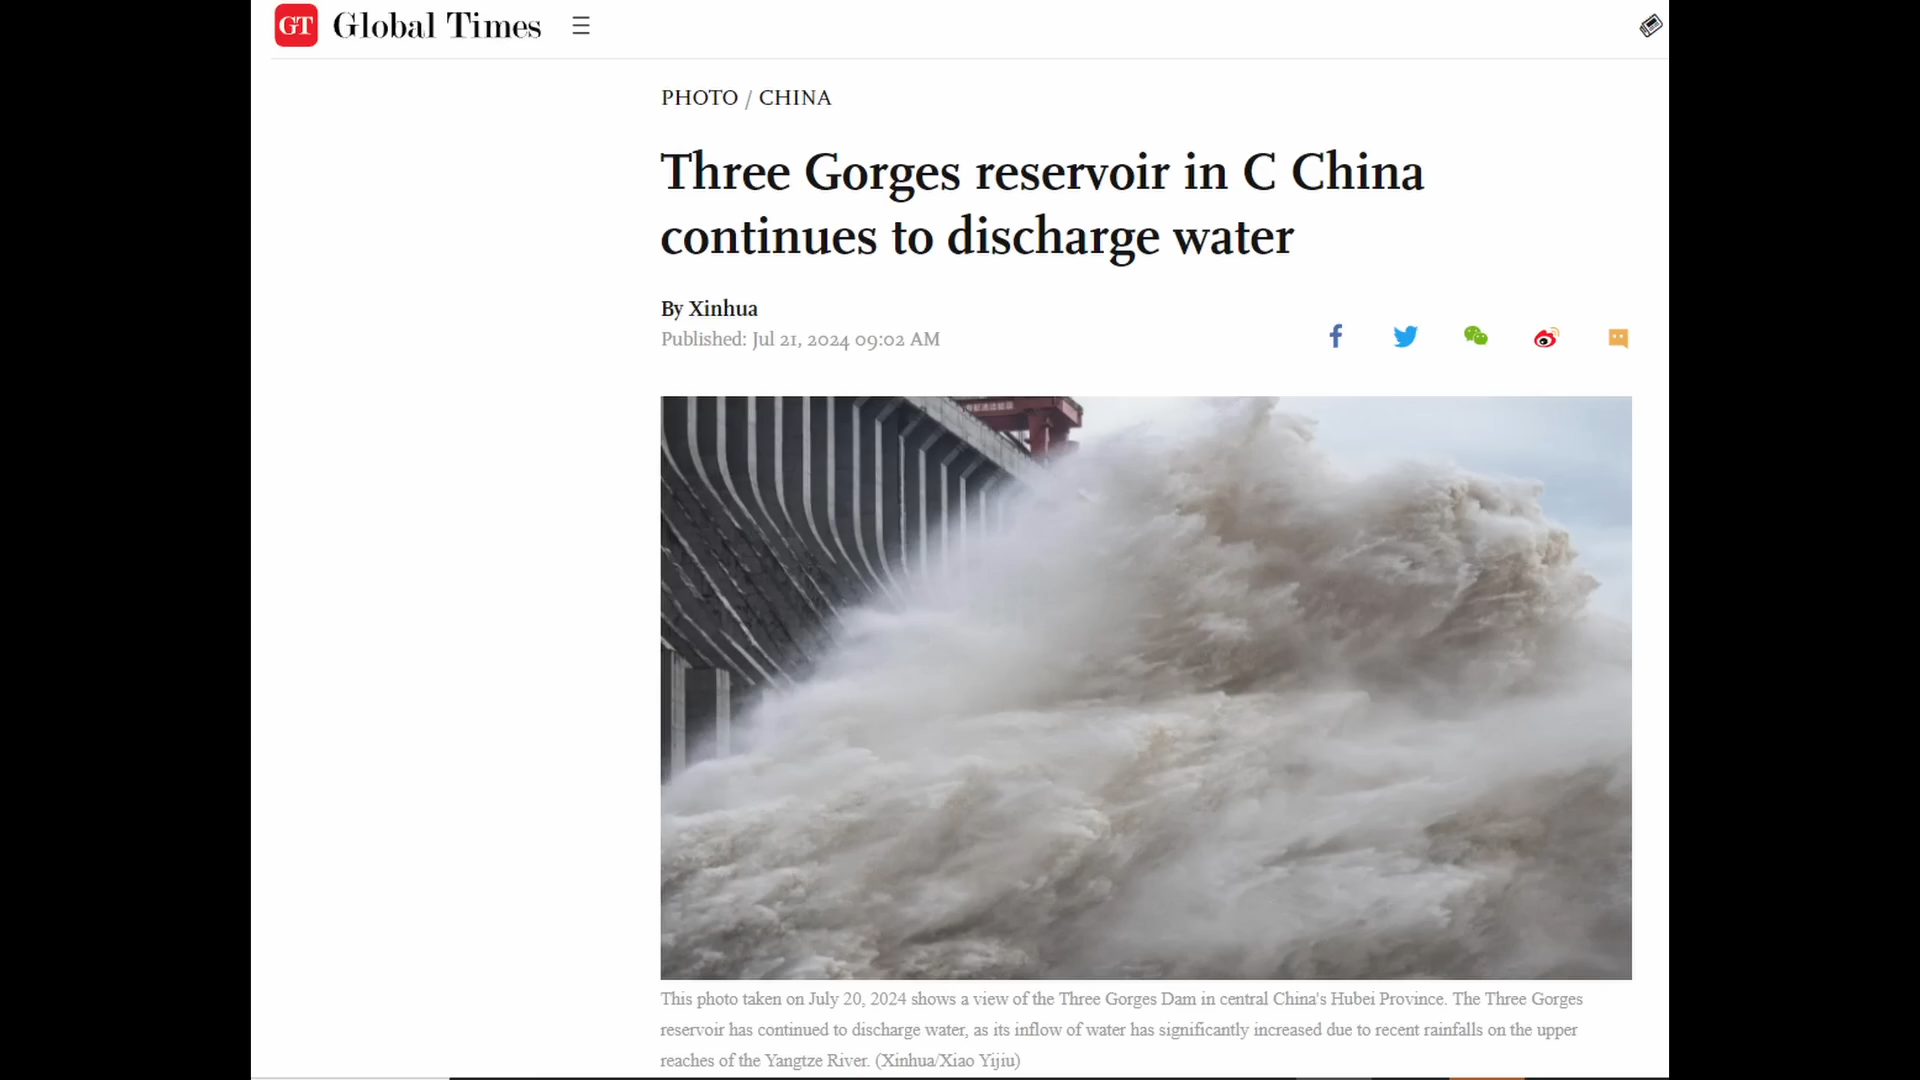 GT Global Times
PHOTO / CHINA
Three Gorges reservoir in C China
continues to discharge water
By Xinhua
Published: Jul 21, 2024 09:02 AM
This photo taken on July 20, 2024 shows a view of the Three Gorges Dam in central China's Hubei Province. The Three Gorges
reservoir has continued to discharge water, as its inflow of water has significantly increased due to recent rainfalls on the upper
reaches of the Yangtze River. (Xinhua/Xiao Yijiu)